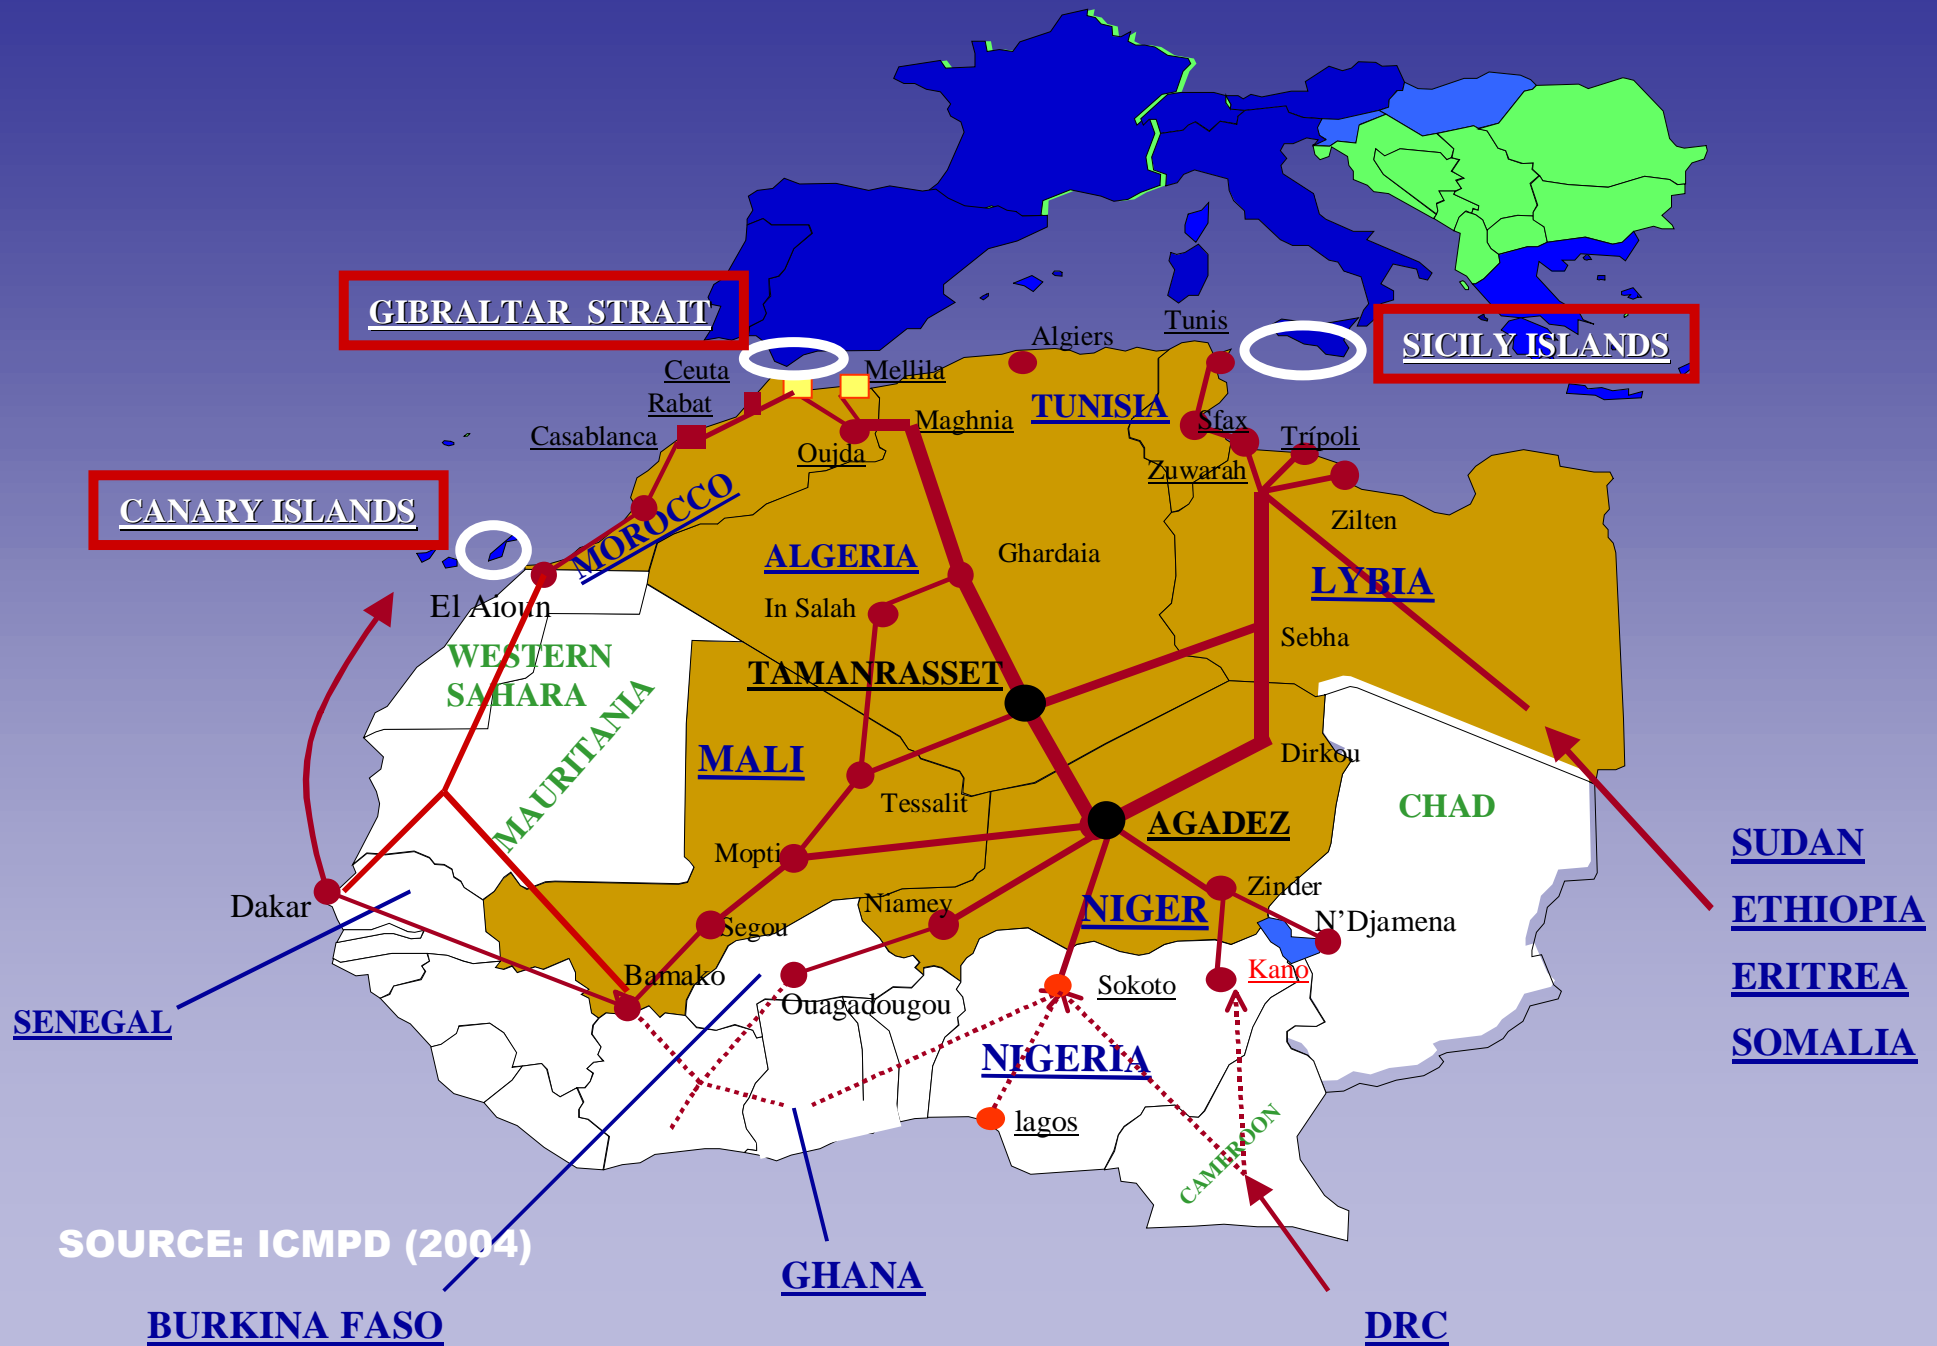 GIBRALTAR STRAIT
Algiers
Tunis
SICILY ISLANDS
Ceuta
Mellila
Rabat
TUNISIA
Maghnia
Sfax
Casablanca
Trípoli
Oujda
Zuwarah
MOROCCO
CANARY ISLANDS
Zilten
Ghardaia
ALGERIA
LYBIA
In Salah
El Aioun
Sebha
WESTERN
SAHARA
TAMANRASSET
MAURITANIA
MALI
Dirkou
Tessalit
CHAD
AGADEZ
Mopti
SUDAN
Zinder
Dakar
Niamey
NIGER
ETHIOPIA
Segou
N'Djamena
Bamako
Kano
ERITREA
Sokoto
Ouagadougou
SENEGAL
SOMALIA
NIGERIA
lagos
CAMEROON
SOURCE: ICMPD (2004)
GHANA
BURKINA FASO
DRC